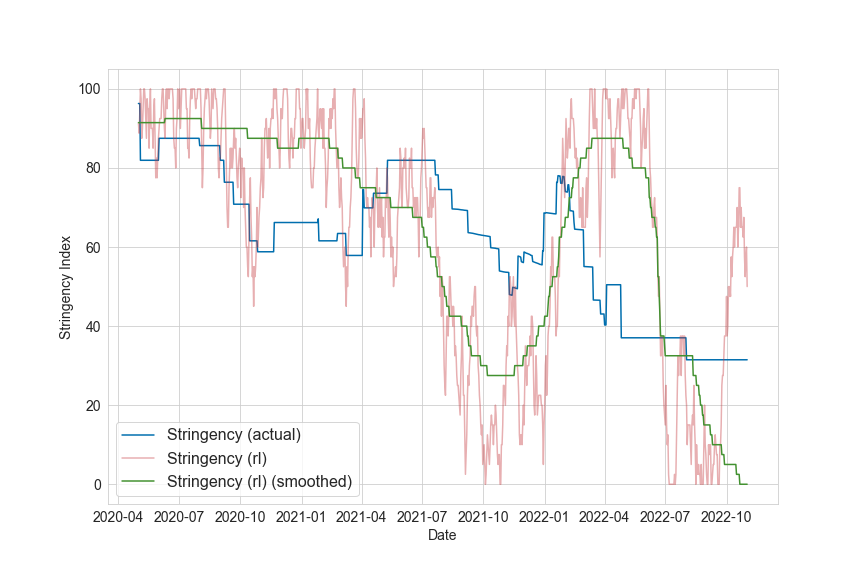 100
80
60
40
20
0
Stringency Index
Stringency (actual)
Stringency (rl)
Stringency (rl) (smoothed)
2020-04 2020-07 2020-10 2021-01 2021-04 2021-07 2021-10 2022-01 2022-04 2022-07 2022-10
Date